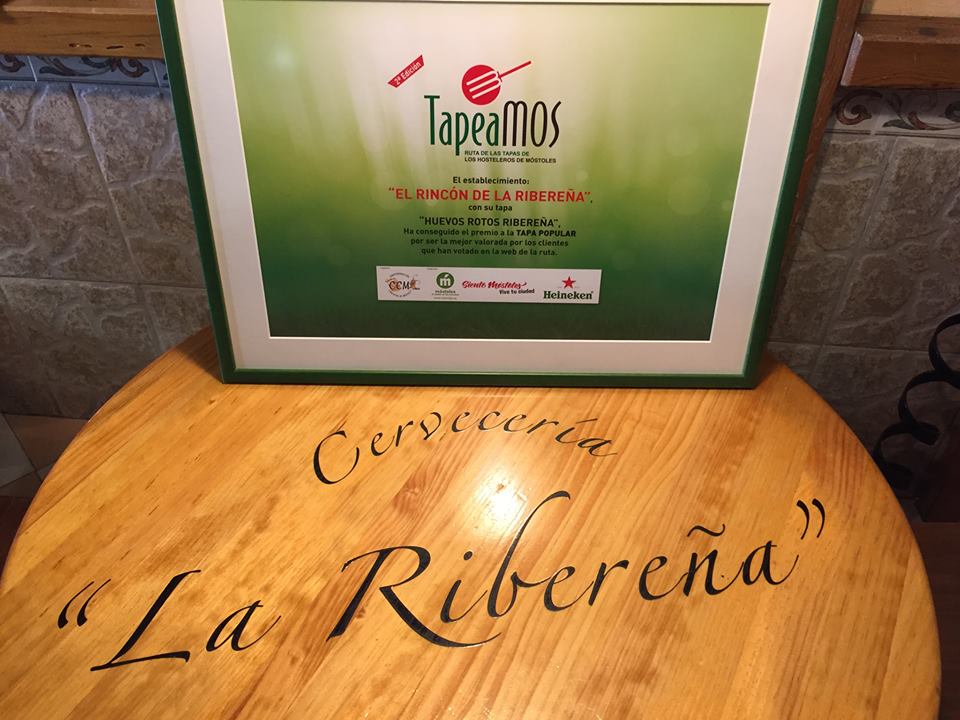 2ª Edición
TapeaMOS
RUTA DE LAS TAPAS DE
LOS HOSTELEROS DE MÓSTOLES
El establecimiento:
"EL RINCÓN DE LA RIBEREÑA",
con su tapa
"HUEVOS ROTOS RIBEREÑA",
Ha conseguido el premio a la TAPA POPULAR
por ser la mejor valorada por los clientes
que han votado en la web de la ruta.
CCM
móstoles
Siento Móstoles
Vive tu ciudad
Heineken
Cervecería
"La Ribereña"